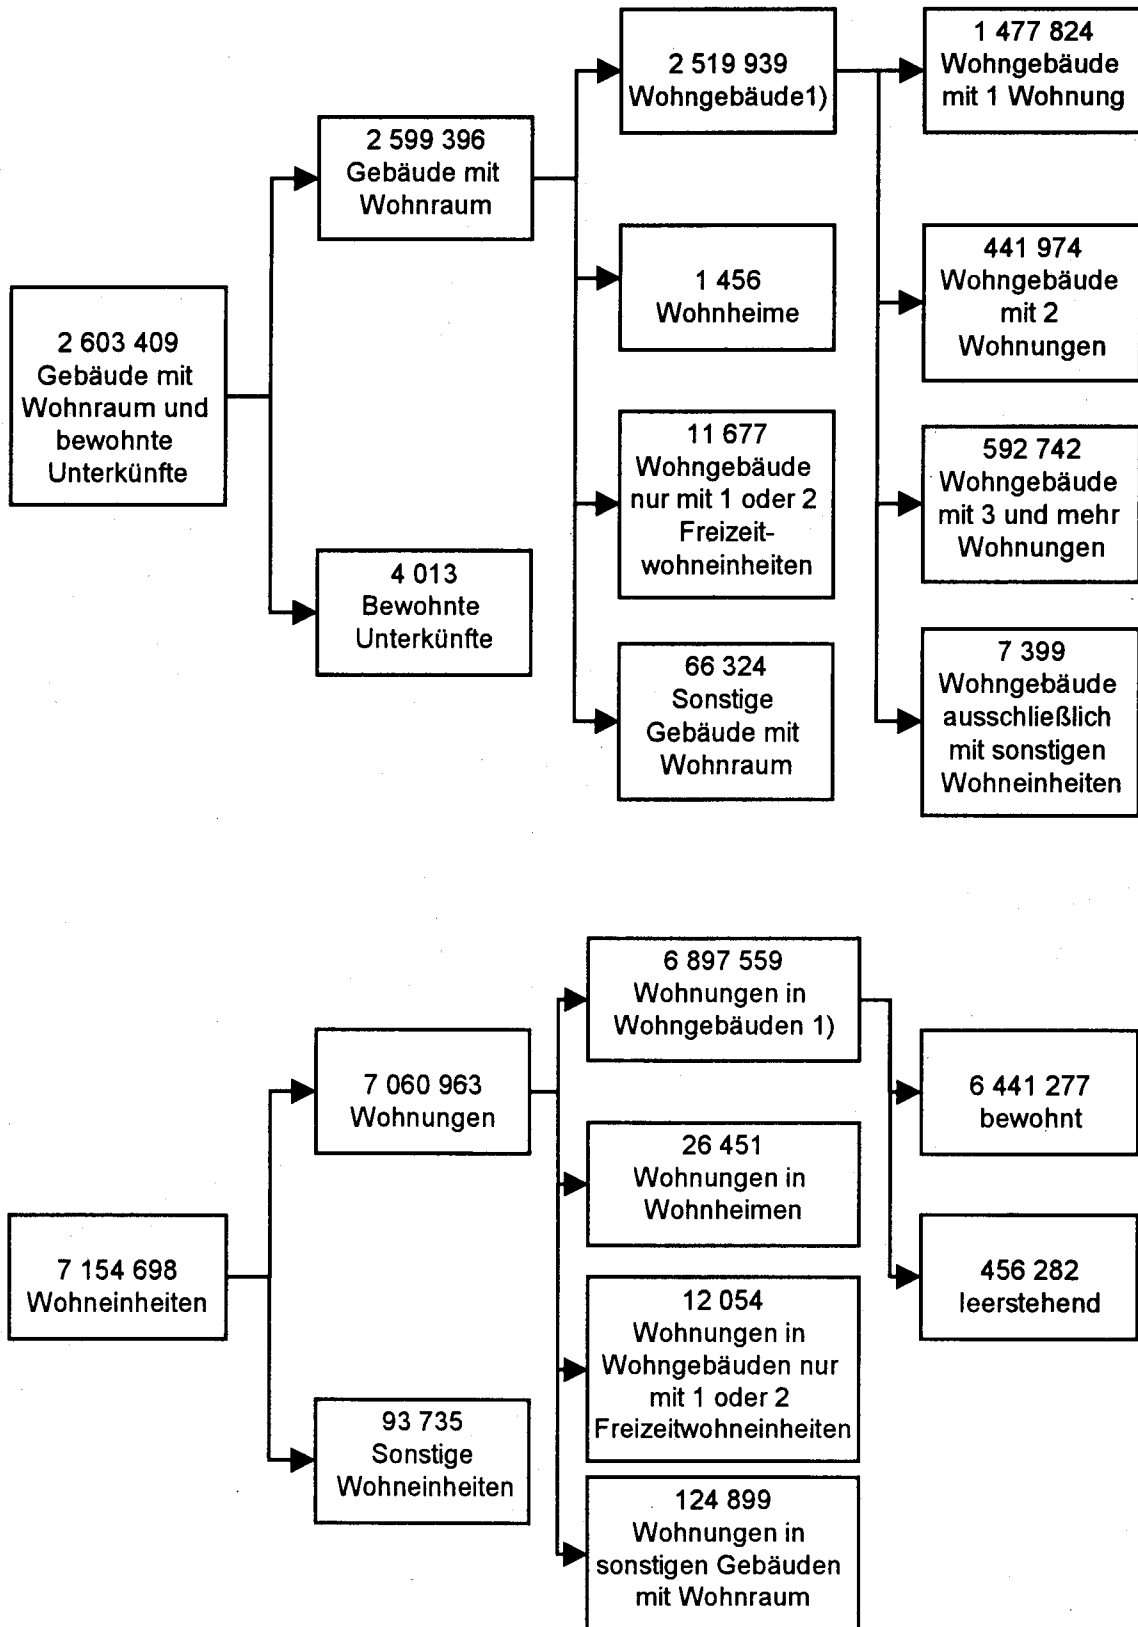 2 603 409
Gebäude mit
Wohnraum und
bewohnte
Unterkünfte
2 599 396
Gebäude mit
Wohnraum
4 013
Bewohnte
Unterkünfte
2 519 939
Wohngebäude1)
1 456
Wohnheime
11 677
Wohngebäude
nur mit 1 oder 2
Freizeit-
wohneinheiten
66 324
Sonstige
Gebäude mit
Wohnraum
1 477 824
Wohngebäude
mit 1 Wohnung
441 974
Wohngebäude
mit 2
Wohnungen
592 742
Wohngebäude
mit 3 und mehr
Wohnungen
7 399
Wohngebäude
ausschließlich
mit sonstigen
Wohneinheiten
7 154 698
Wohneinheiten
7 060 963
Wohnungen
93 735
Sonstige
Wohneinheiten
6 897 559
Wohnungen in
Wohngebäuden 1)
26 451
Wohnungen in
Wohnheimen
12 054
Wohnungen in
Wohngebäuden nur
mit 1 oder 2
Freizeitwohneinheiten
124 899
Wohnungen in
sonstigen Gebäuden
mit Wohnraum
6 441 277
bewohnt
456 282
leerstehend